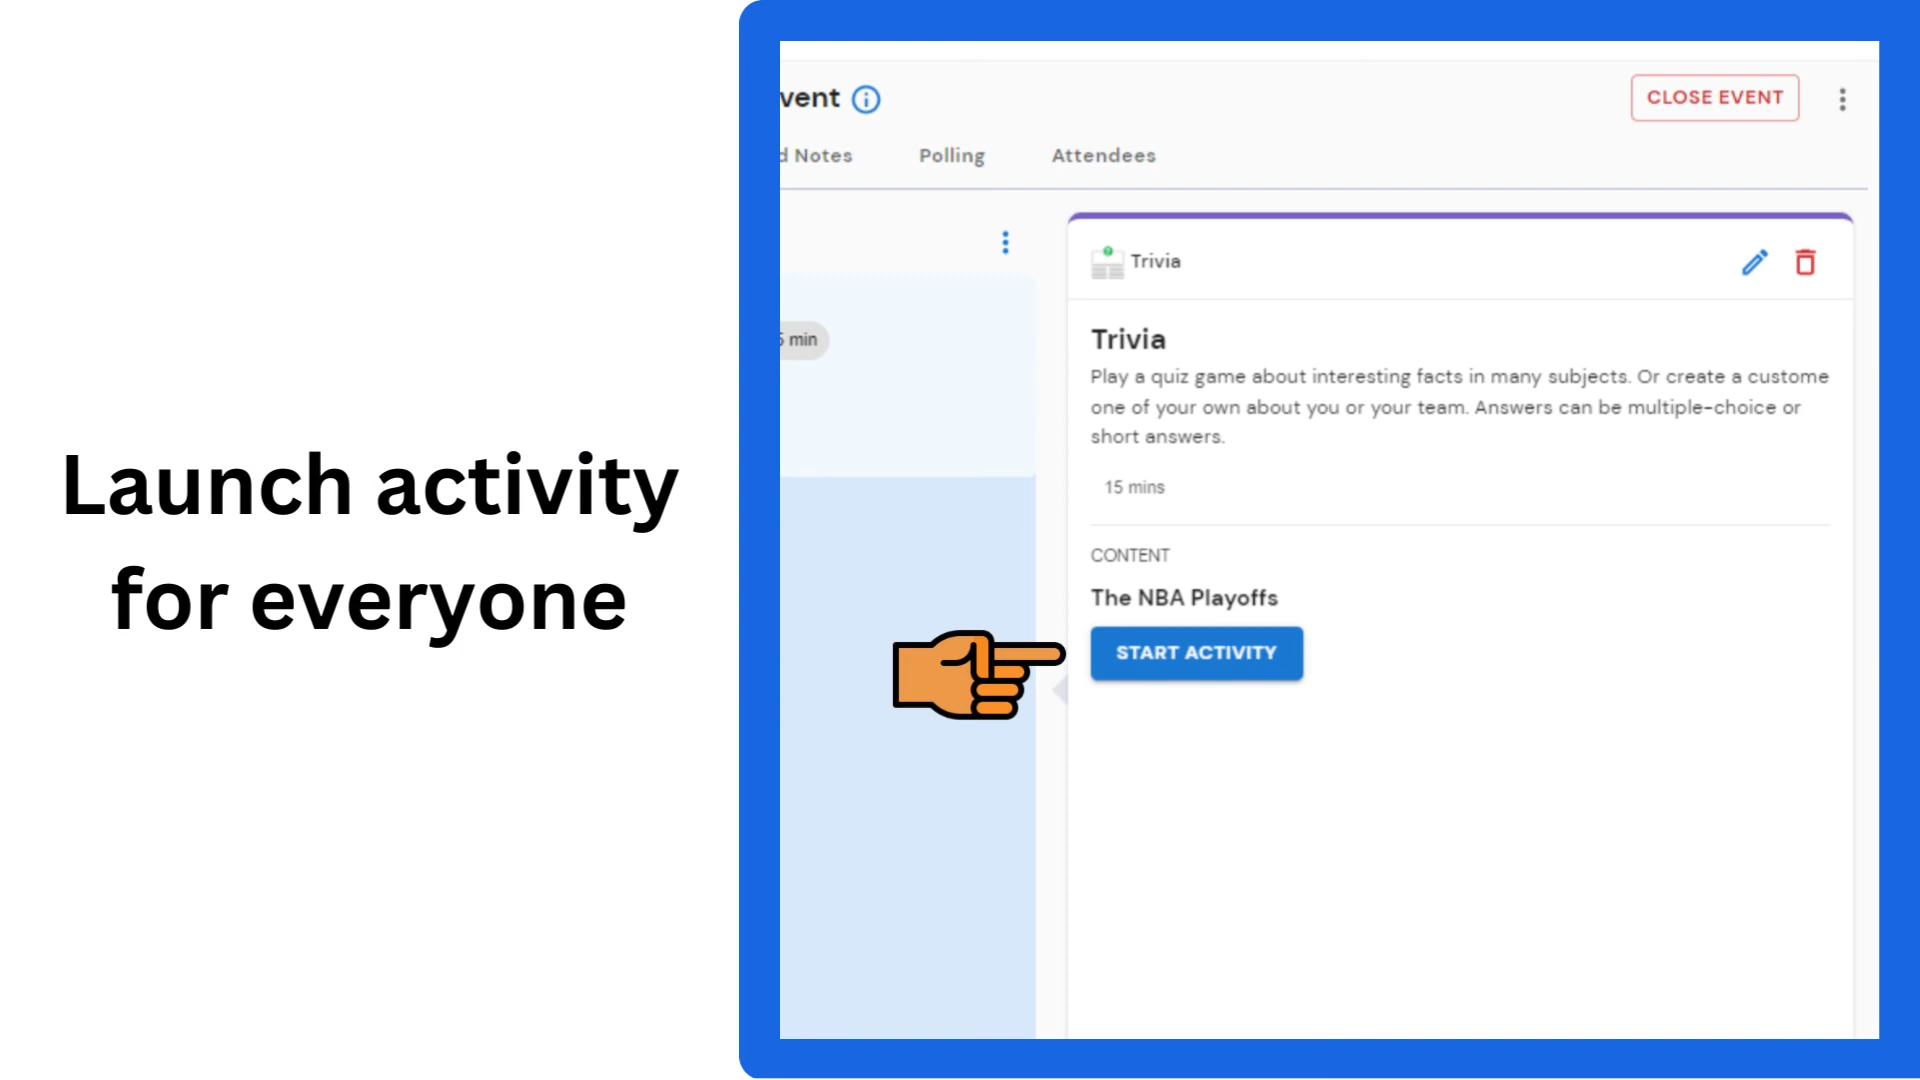 Launch activity
for everyone
vent
CLOSE EVENT
d Notes
Polling
Attendees
Trivia
min
Trivia
Play a quiz game about interesting facts in many subjects. Or create a custome
one of your own about you or your team. Answers can be multiple-choice or
short answers.
15 mins
CONTENT
The NBA Playoffs
START ACTIVITY